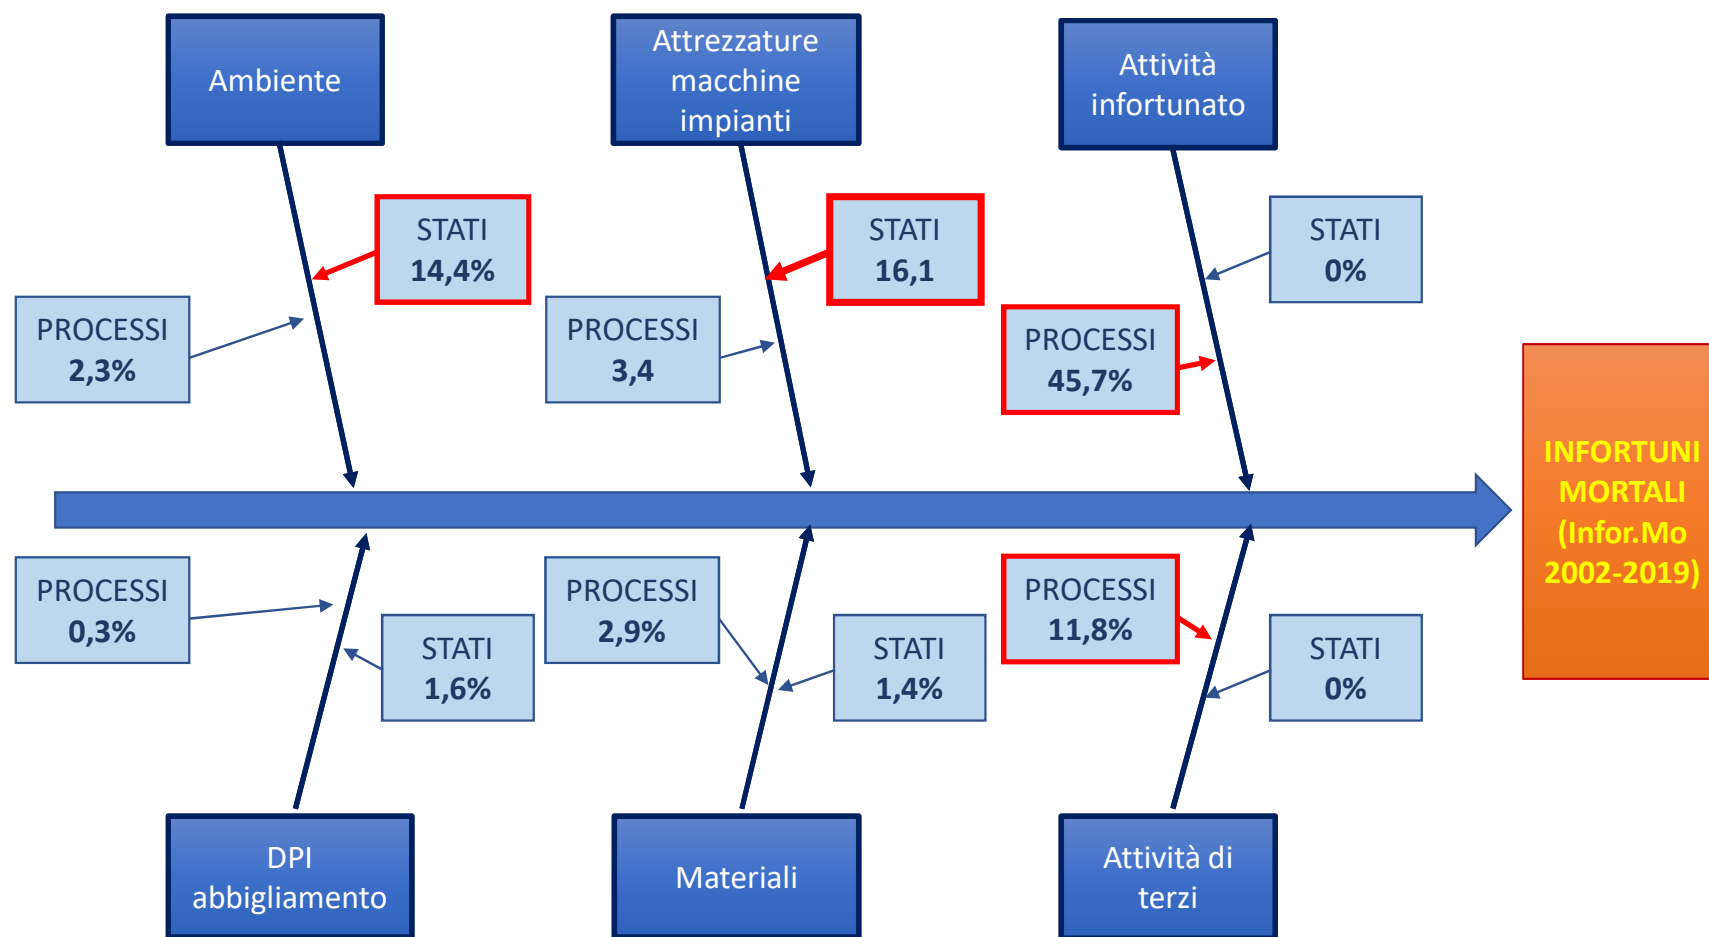 Ambiente
Attrezzature
macchine
impianti
Attività
infortunato
STATI
14,4%
STATI
16,1
STATI
0%
PROCESSI
2,3%
PROCESSI
3,4
PROCESSI
45,7%
INFORTUNI
MORTALI
(Infor.Mo
2002-2019)
PROCESSI
0,3%
STATI
1,6%
PROCESSI
2,9%
STATI
1,4%
PROCESSI
11,8%
STATI
0%
DPI
abbigliamento
Materiali
Attività di
terzi